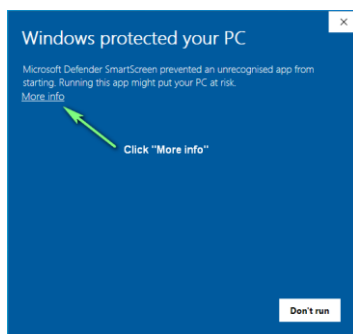 Windows protected your PC
Microsoft Defender SmartScreen prevented an unrecognised app from
starting. Running this app might put your PC at risk.
More info
Click "More info"
Don't run